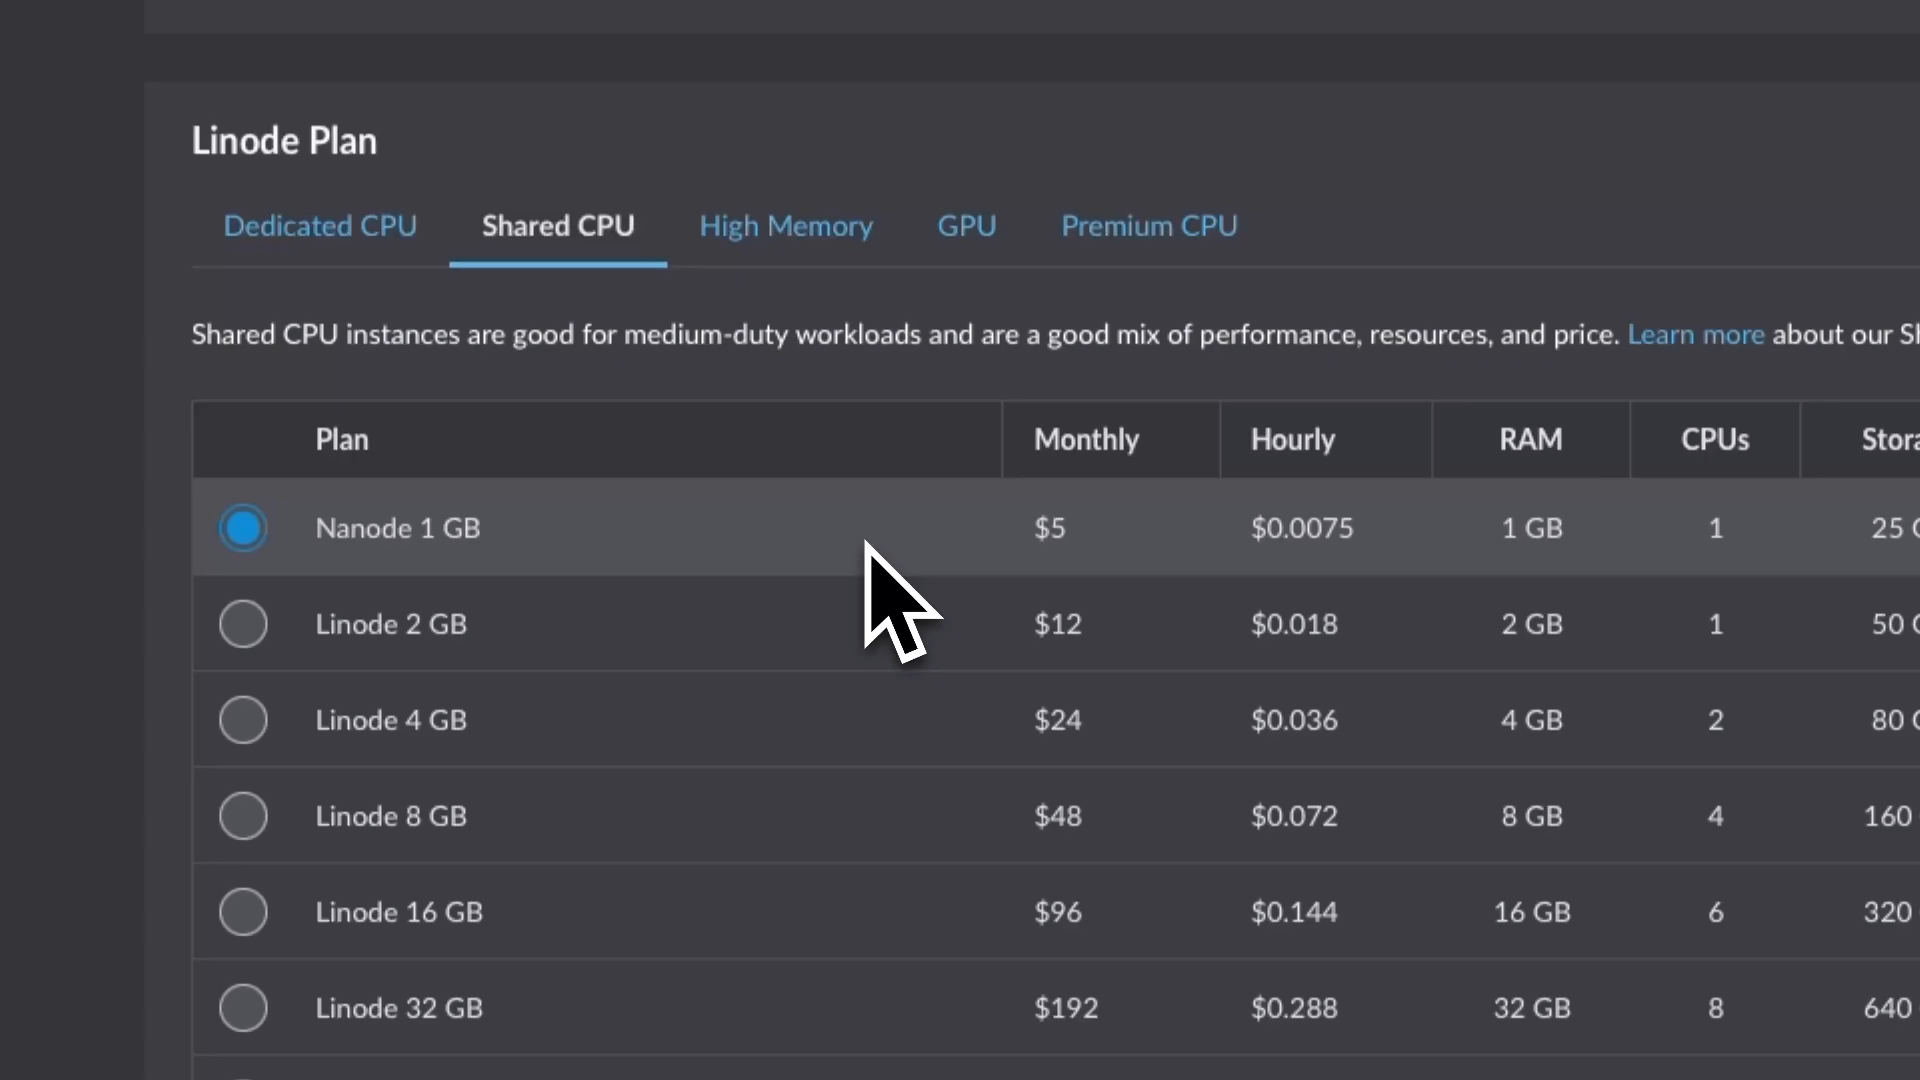 Linode Plan
Dedicated CPU Shared CPU High Memory GPU Premium CPU
Shared CPU instances are good for medium-duty workloads and are a good mix of performance, resources, and price. Learn more about our
Plan Monthly Hourly RAM CPUs
Nanode 1 GB $5 $0.0075 1 GB 1 25
Linode 2 GB $12 $0.018 2 GB 1 50
Linode 4 GB $24 $0.036 4 GB 2 80
Linode 8 GB $48 $0.072 8 GB 4 160
Linode 16 GB $96 $0.144 16 GB 6 320
Linode 32 GB $192 $0.288 32 GB 8 640